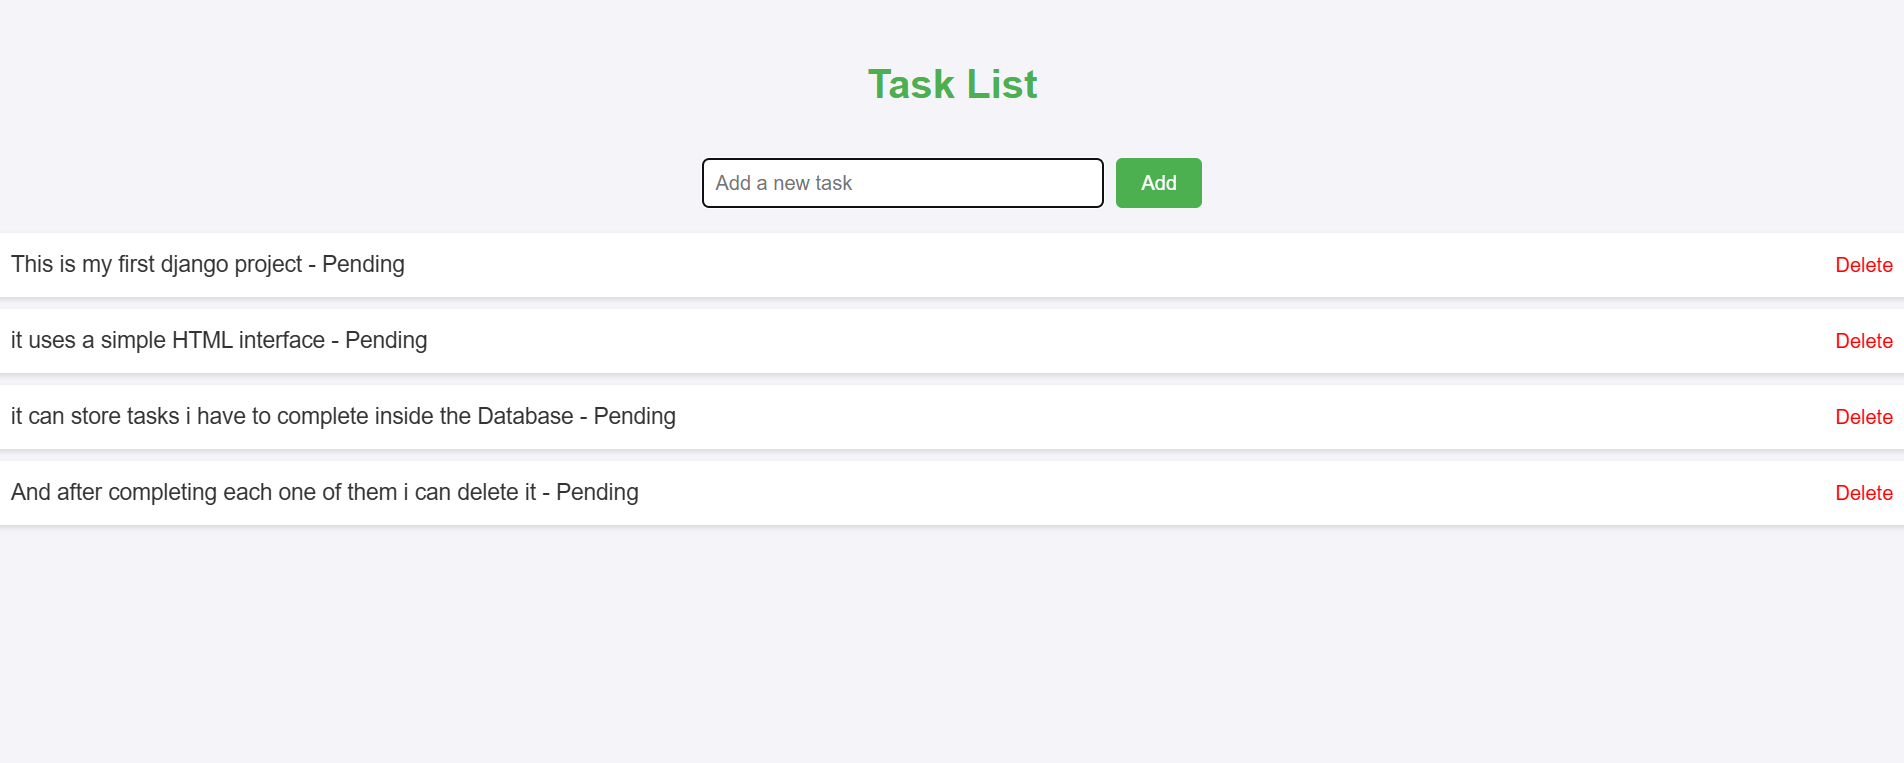 Task List
Add a new task
Add
This is my first django project - Pending
Delete
it uses a simple HTML interface - Pending
Delete
it can store tasks i have to complete inside the Database - Pending
Delete
And after completing each one of them i can delete it - Pending
Delete